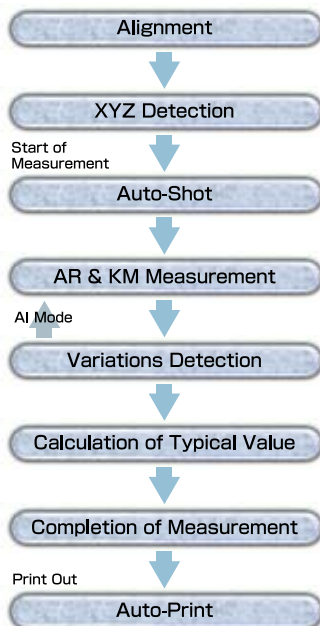 Alignment
XYZ Detection
Start of
Measurement
Auto-Shot
AR & KM Measurement
AI Mode
Variations Detection
Calculation of Typical Value
Completion of Measurement
Print Out
Auto-Print